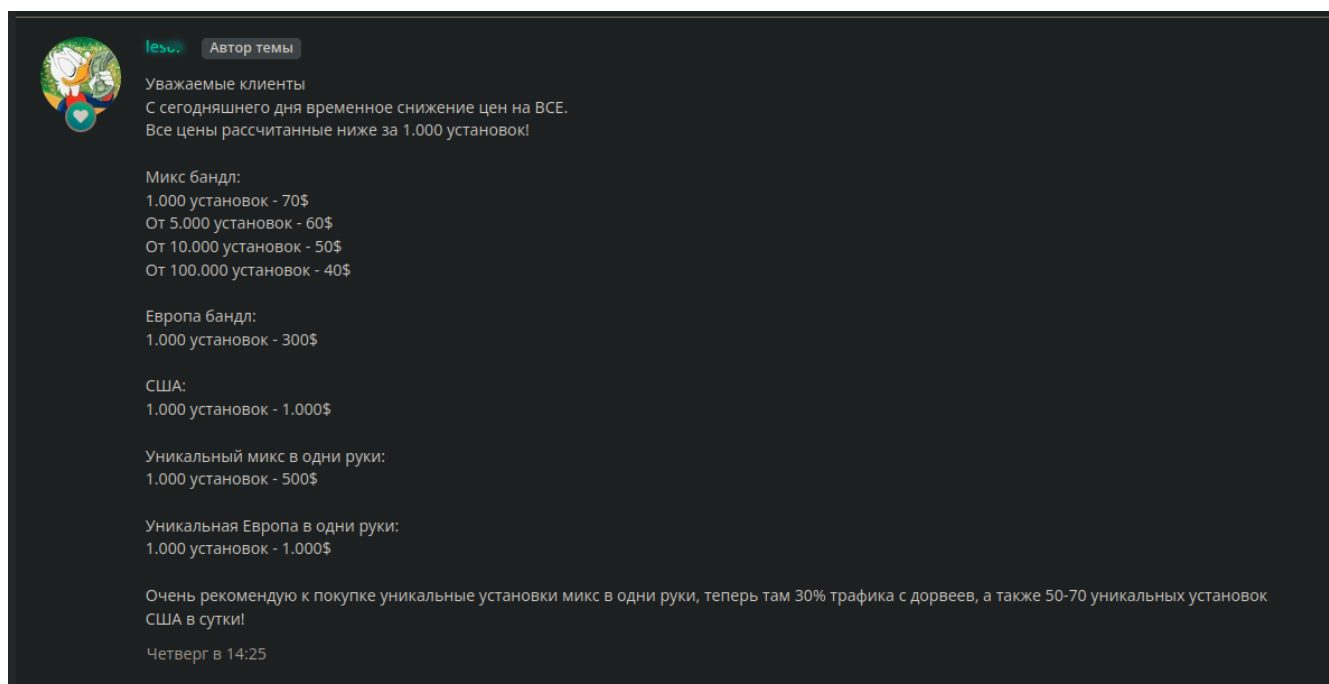 Автор темы
Уважаемые клиенты
С сегодняшнего дня временное снижение цен на ВСЕ.
Все цены рассчитанные ниже за 1.000 установок!
Микс бандл:
1.000 установок - 70$
От 5.000 установок - 60$
От 10.000 установок - 50$
От 100.000 установок - 40$
Европа бандл:
1.000 установок - 300$
США:
1.000 установок - 1.000$
Уникальный микс в одни руки:
1.000 установок - 500$
Уникальная Европа в одни руки:
1.000 установок - 1.000$
Очень рекомендую к покупке уникальные установки микс в одни руки, теперь там 30% трафика с дорвеев, а также 50-70 уникальных установок
США в сутки!
Четверг в 14:25